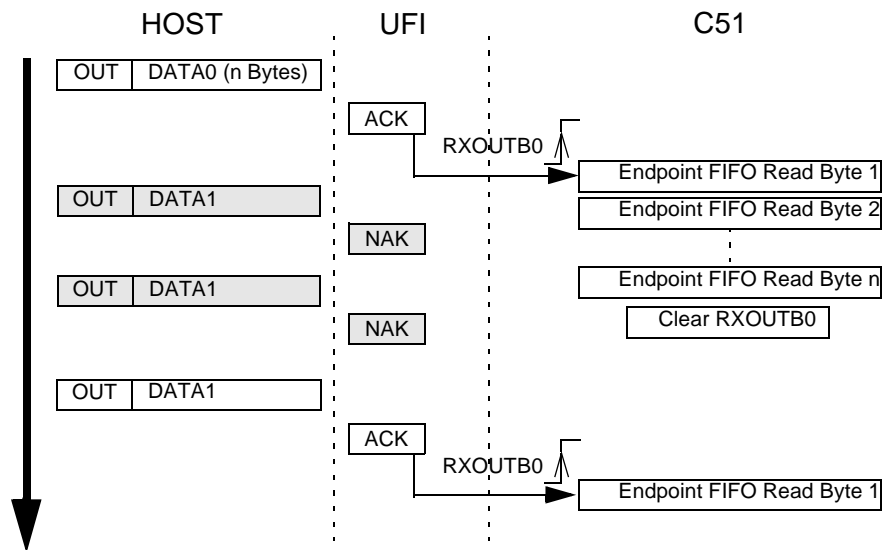 HOST UFI C51
OUT DATA0 (n Bytes)
ACK
RXOUTB0
Endpoint FIFO Read Byte 1
OUT DATA1
Endpoint FIFO Read Byte 2
NAK
OUT DATA1
Endpoint FIFO Read Byte n
NAK
Clear RXOUTB0
OUT DATA1
ACK
RXOUTB0
Endpoint FIFO Read Byte 1